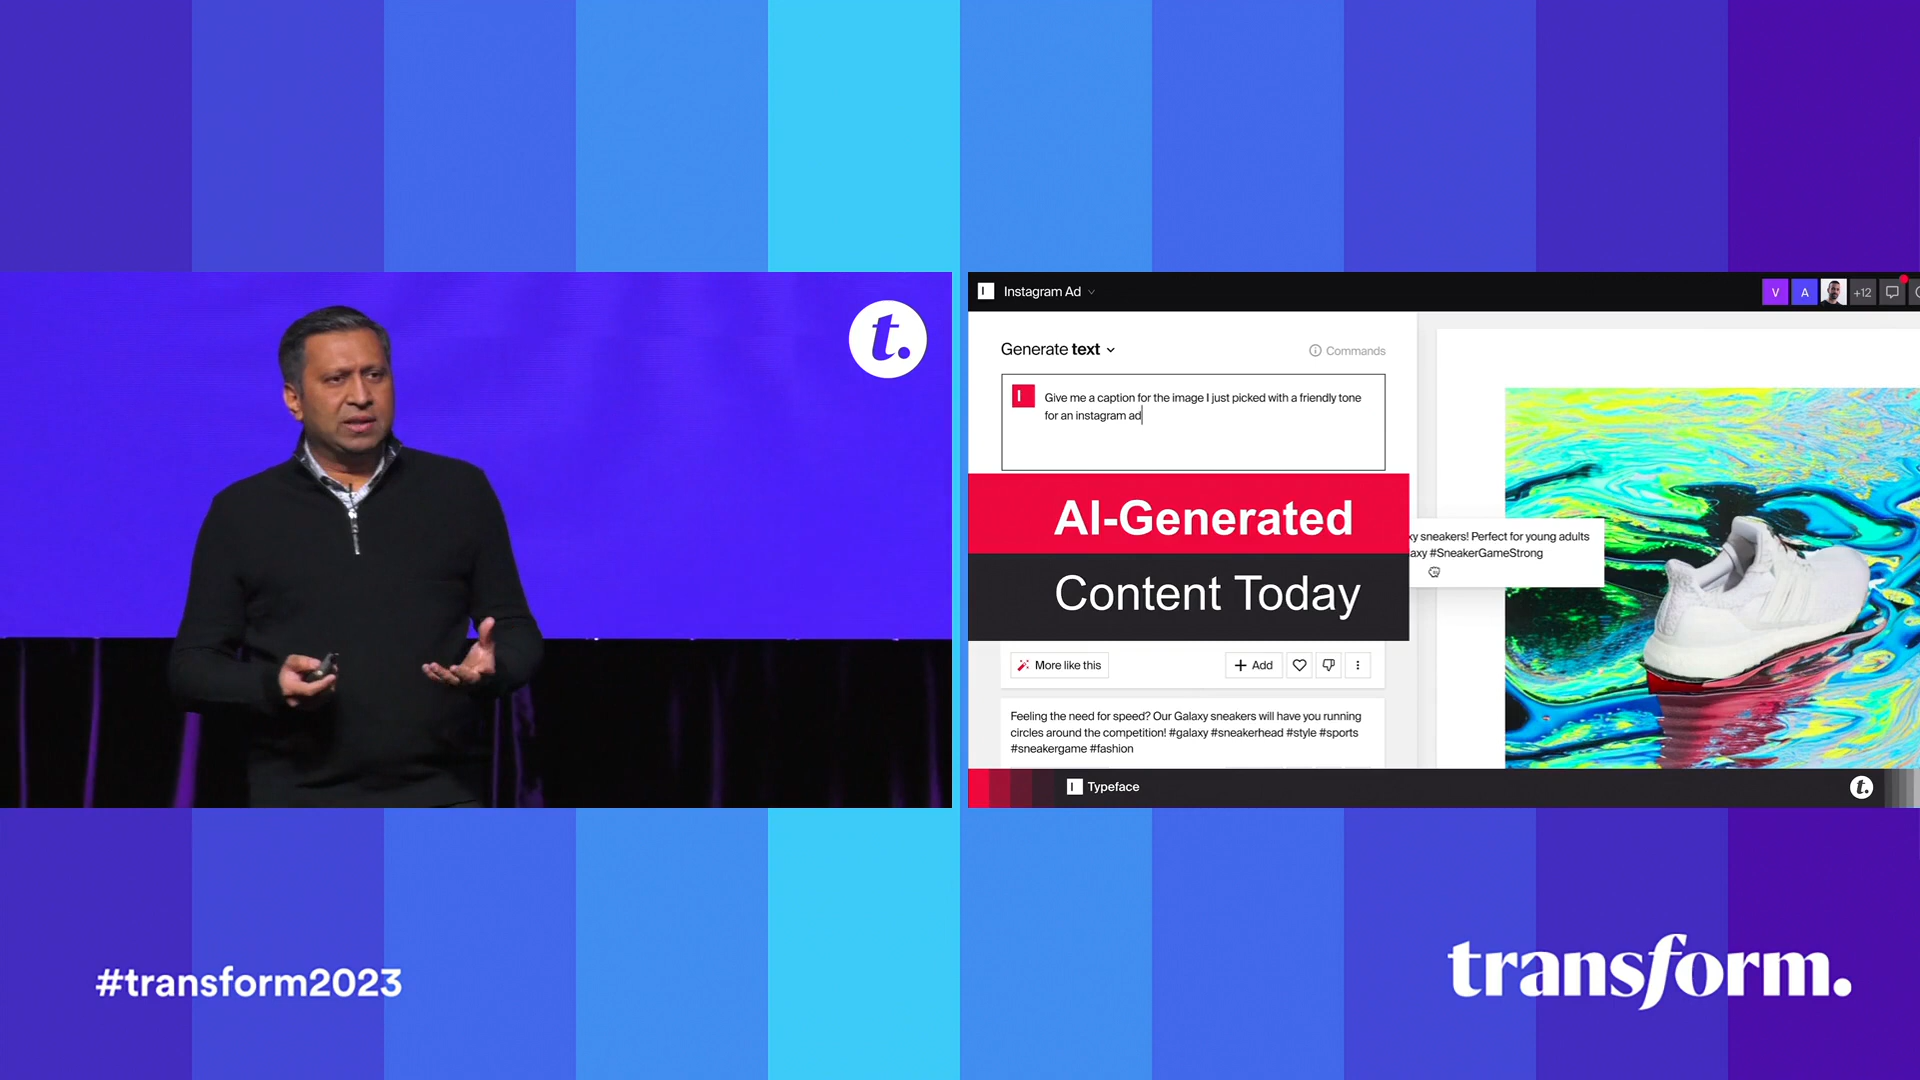 t.
Instagram Ad
V
A
+12
Generate text
Commands
Give me a caption for the image I just picked with a friendly tone
for an instagram ad
AI-Generated
Content Today
sneakers! Perfect for young adults
#SneakerGameStrong
More like this
Add
Feeling the need for speed? Our Galaxy sneakers will have you running
circles around the competition! #galaxy #sneakerhead #style #sports
#sneakergame #fashion
Typeface
t.
#transform2023
transform.